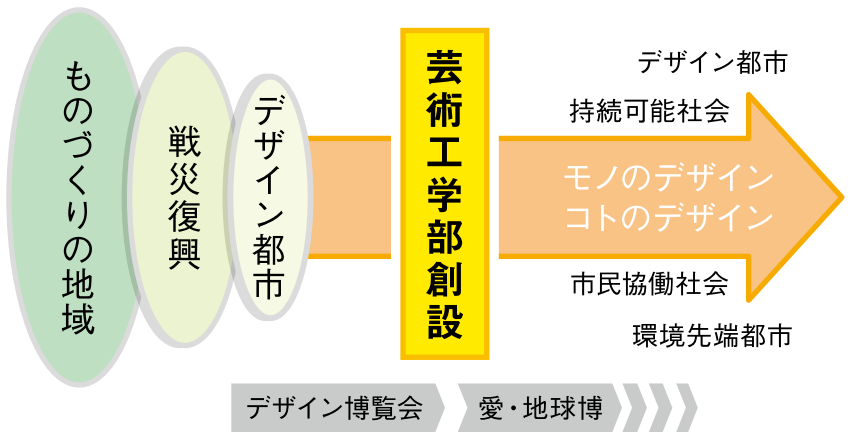 ものづくりの地域
戦災復興
デザイン都市
芸術工学部創設
デザイン都市
持続可能社会
モノのデザイン
コトのデザイン
市民協働社会
環境先端都市
デザイン博覧会
愛・地球博